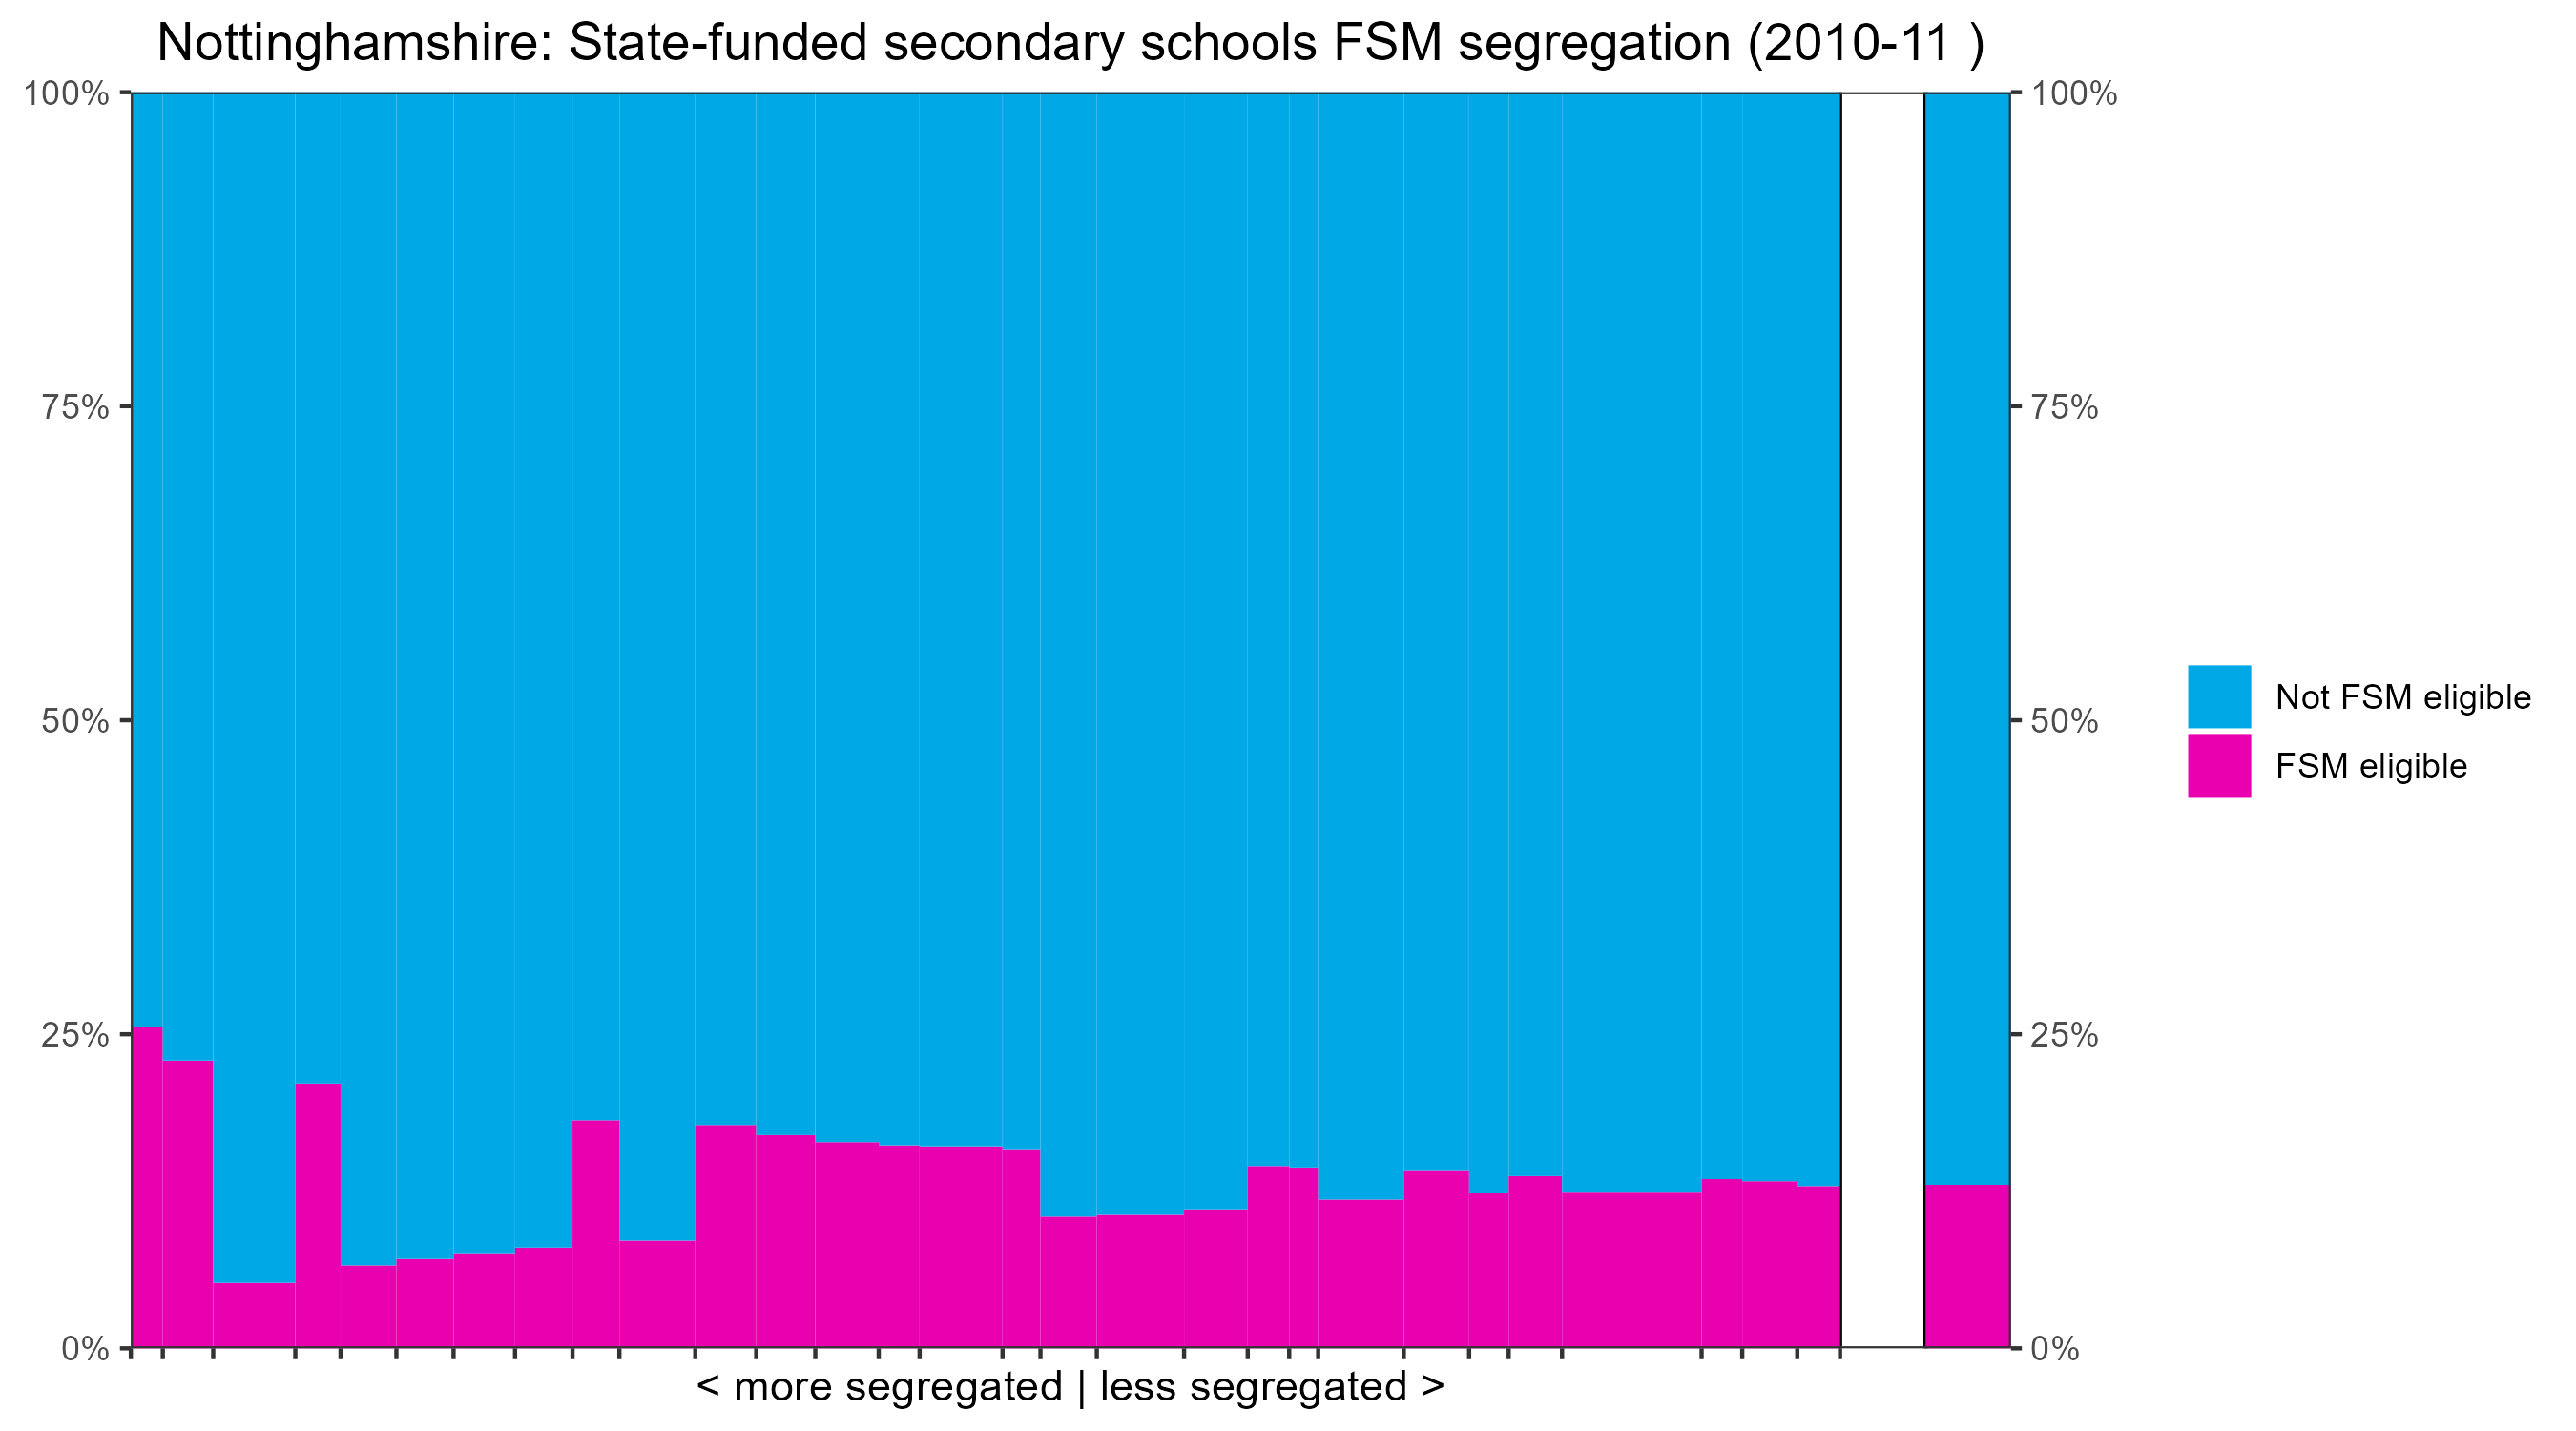 Nottinghamshire: State-funded secondary schools FSM segregation (2010-11 )
100%
75%
50%
25%
0%
100%
75%
50%
25%
0%
Not FSM eligible
FSM eligible
< more segregated | less segregated >